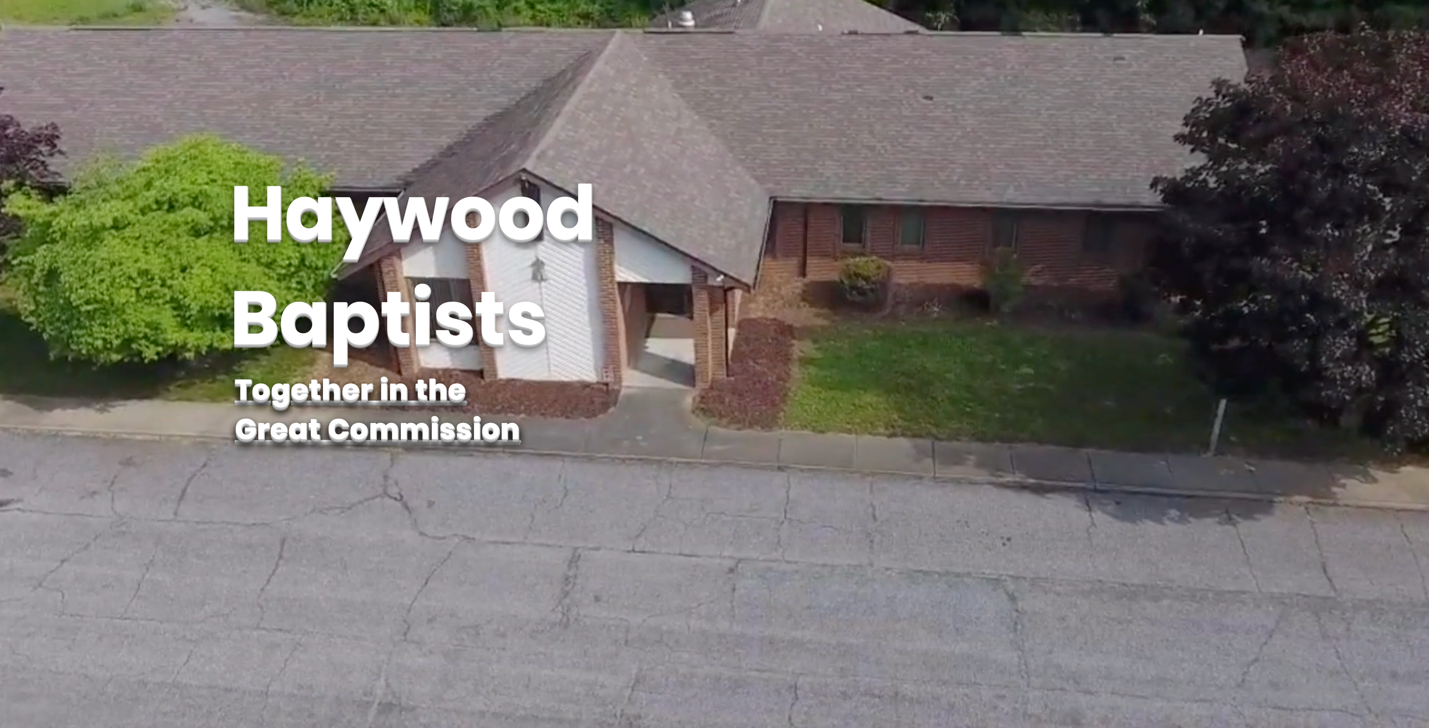 Haywood
Baptists
Together in the
Great Commission